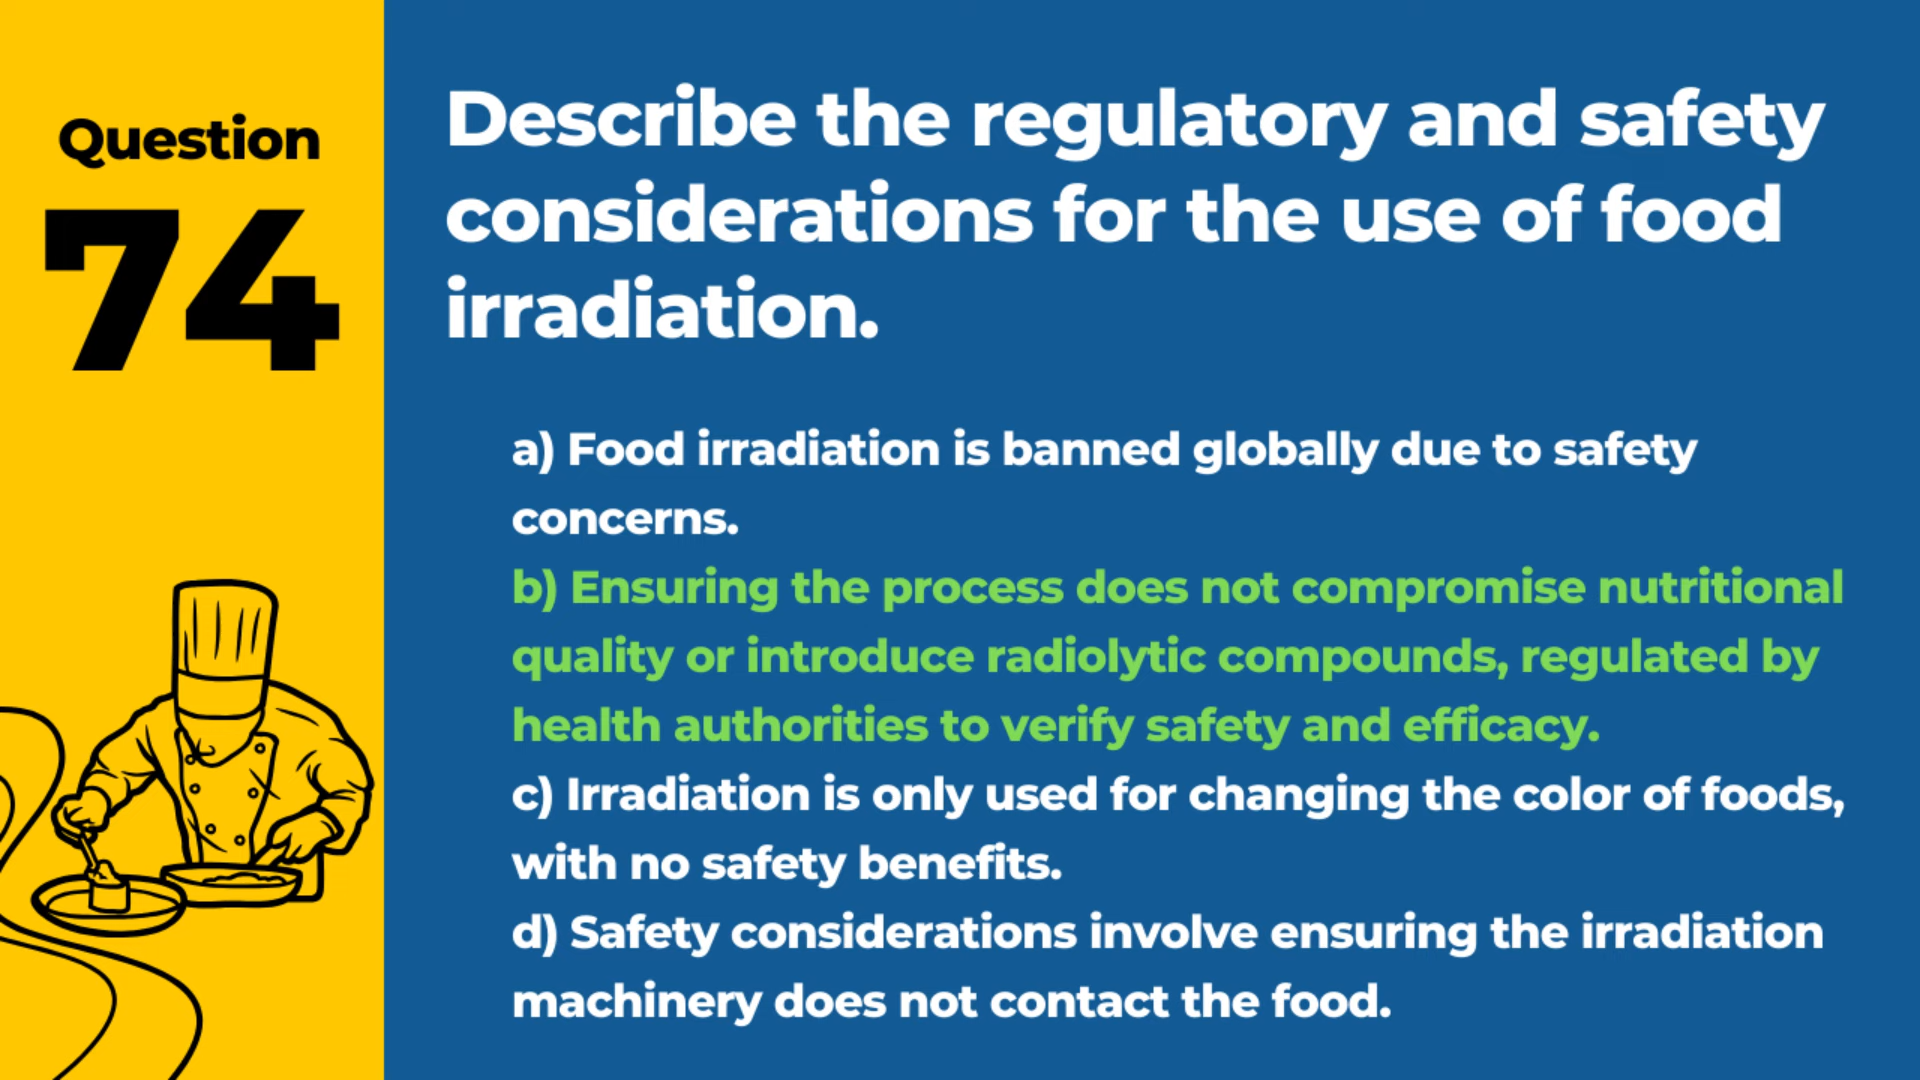 Question
74
Describe the regulatory and safety
considerations for the use of food
irradiation.
a) Food irradiation is banned globally due to safety
concerns.
b) Ensuring the process does not compromise nutritional
quality or introduce radiolytic compounds, regulated by
health authorities to verify safety and efficacy.
c) Irradiation is only used for changing the color of foods,
with no safety benefits.
d) Safety considerations involve ensuring the irradiation
machinery does not contact the food.